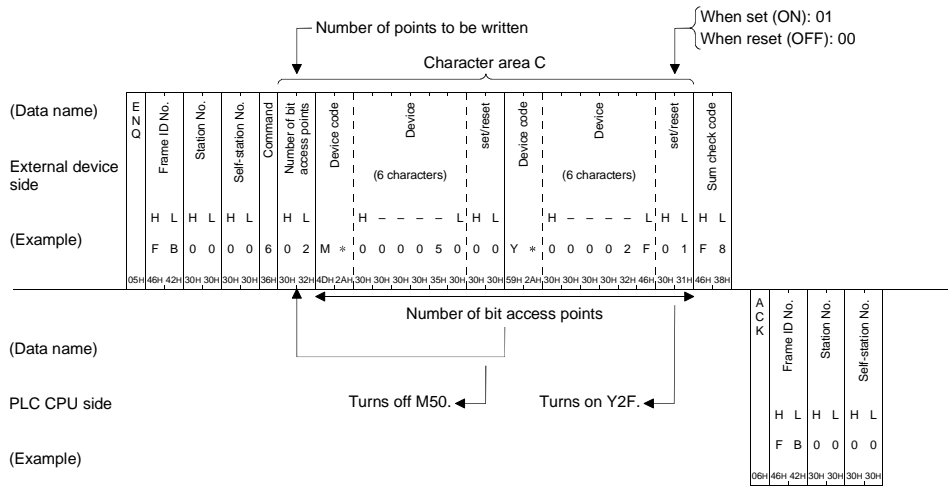 Number of points to be written
When set (ON): 01
When reset (OFF): 00
Character area C
(Data name)
External device side
(Example)
E N Q
Frame ID No.
Station No.
Self-station No.
Command
Number of bit access points
Device code
Device
(6 characters)
set/reset
Device code
Device
(6 characters)
set/reset
Sum check code
H L H L H L H L H – – – – L H L H – – – – L H L H L
F B 0 0 0 0 6 0 2 M * 0 0 0 0 5 0 0 0 Y * 0 0 0 0 2 F 0 1 F 8
05H 46H 42H 30H 30H 30H 30H 36H 30H 32H 4DH 2AH 30H 30H 30H 30H 35H 30H 30H 30H 59H 2AH 30H 30H 30H 30H 32H 46H 30H 31H 46H 38H
Number of bit access points
(Data name)
PLC CPU side
(Example)
Turns off M50.
Turns on Y2F.
A C K
Frame ID No.
Station No.
Self-station No.
H L H L H L
F B 0 0 0 0
06H 46H 42H 30H 30H 30H 30H